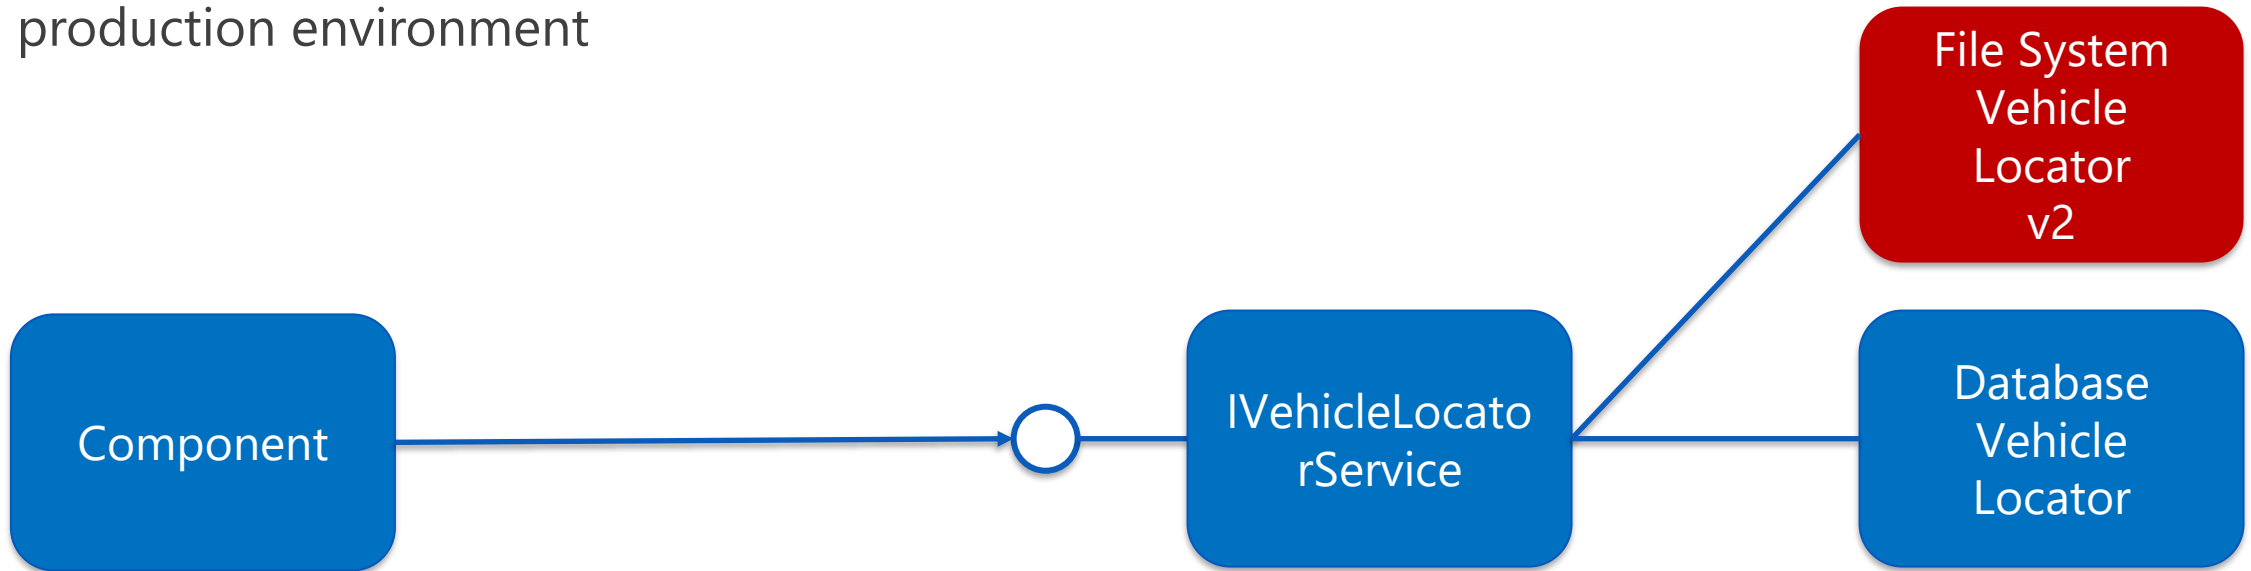 production environment
File System
Vehicle
Locator
v2
Component
IVehicleLocato
rService
Database
Vehicle
Locator